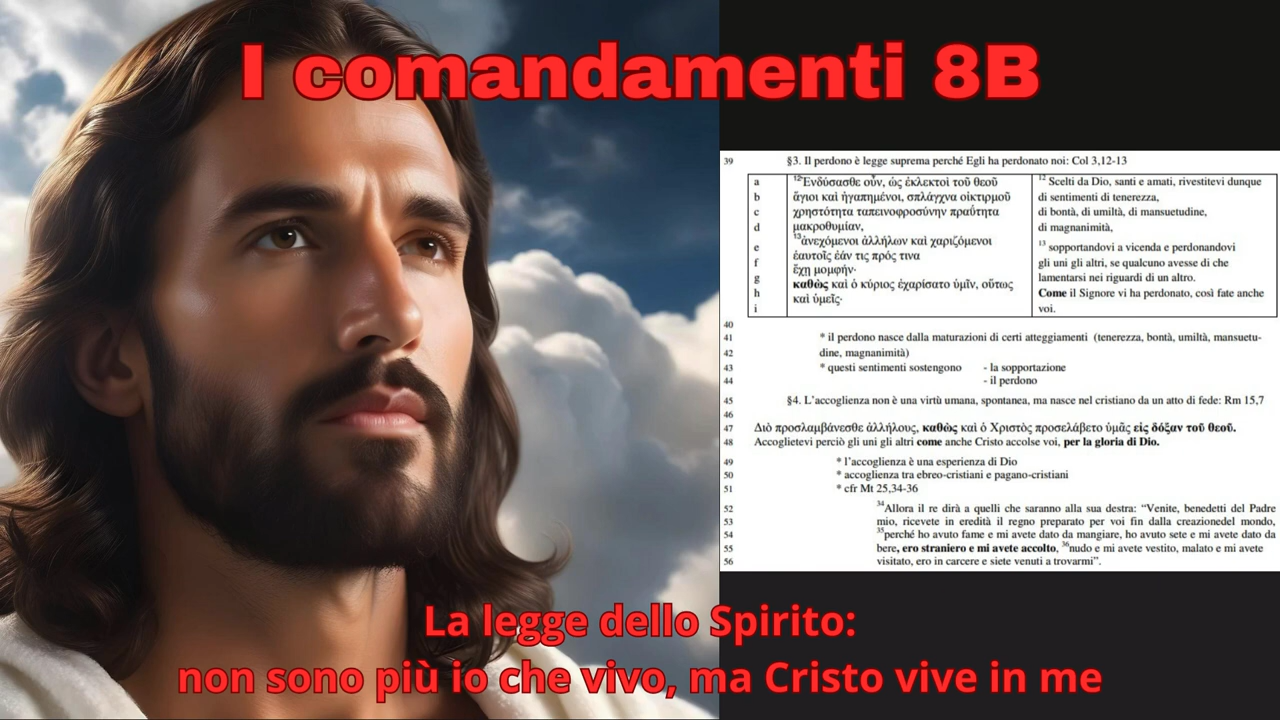 I comandamenti 8B
39 §3. Il perdono è legge suprema perché Egli ha perdonato noi: Col 3,12-13
a 12Ἐνδύσασθε οὖν, ὡς ἐκλεκτοὶ τοῦ θεοῦ 12 Scelti da Dio, santi e amati, rivestitevi dunque
b ἅγιοι καὶ ἠγαπημένοι, σπλάγχνα οἰκτιρμοῦ di sentimenti di tenerezza,
c χρηστότητα ταπεινοφροσύνην πραΰτητα di bontà, di umiltà, di mansuetudine,
d μακροθυμίαν, di magnanimità,
e 13ἀνεχόμενοι ἀλλήλων καὶ χαριζόμενοι 13 sopportandovi a vicenda e perdonandovi
f ἑαυτοῖς ἐάν τις πρός τινα gli uni gli altri, se qualcuno avesse di che
g ἔχῃ μομφήν· lamentarsi nei riguardi di un altro.
h καθὼς καὶ ὁ κύριος ἐχαρίσατο ὑμῖν, οὕτως Come il Signore vi ha perdonato, così fate anche
i καὶ ὑμεῖς· voi.
40
41 * il perdono nasce dalla maturazioni di certi atteggiamenti (tenerezza, bontà, umiltà, mansuetu-
42 dine, magnanimità)
43 * questi sentimenti sostengono - la sopportazione
44 - il perdono
45 §4. L'accoglienza non è una virtù umana, spontanea, ma nasce nel cristiano da un atto di fede: Rm 15,7
46
47 Διὸ προσλαμβάνεσθε ἀλλήλους, καθὼς καὶ ὁ Χριστὸς προσελάβετο ὑμᾶς εἰς δόξαν τοῦ θεοῦ.
48 Accoglietevi perciò gli uni gli altri come anche Cristo accolse voi, per la gloria di Dio.
49 * l'accoglienza è una esperienza di Dio
50 * accoglienza tra ebreo-cristiani e pagano-cristiani
51 * cfr Mt 25,34-36
52 34Allora il re dirà a quelli che saranno alla sua destra: “Venite, benedetti del Padre
53 mio, ricevete in eredità il regno preparato per voi fin dalla creazionedel mondo,
54 35perché ho avuto fame e mi avete dato da mangiare, ho avuto sete e mi avete dato da
55 bere, ero straniero e mi avete accolto, 36nudo e mi avete vestito, malato e mi avete
56 visitato, ero in carcere e siete venuti a trovarmi”.
La legge dello Spirito:
non sono più io che vivo, ma Cristo vive in me